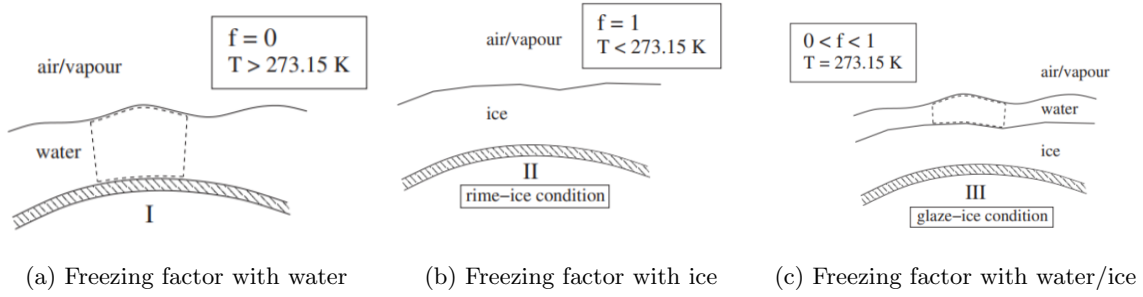 f = 0
T > 273.15 K
air/vapour
water
I
(a) Freezing factor with water
f = 1
T < 273.15 K
air/vapour
ice
II
rime−ice condition
(b) Freezing factor with ice
0 < f < 1
T = 273.15 K
air/vapour
water
ice
III
glaze−ice condition
(c) Freezing factor with water/ice